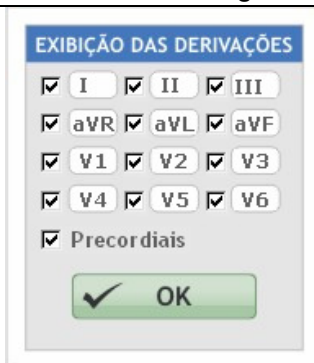 EXIBIÇÃO DAS DERIVAÇÕES
I II III
aVR aVL aVF
V1 V2 V3
V4 V5 V6
Precordiais
OK